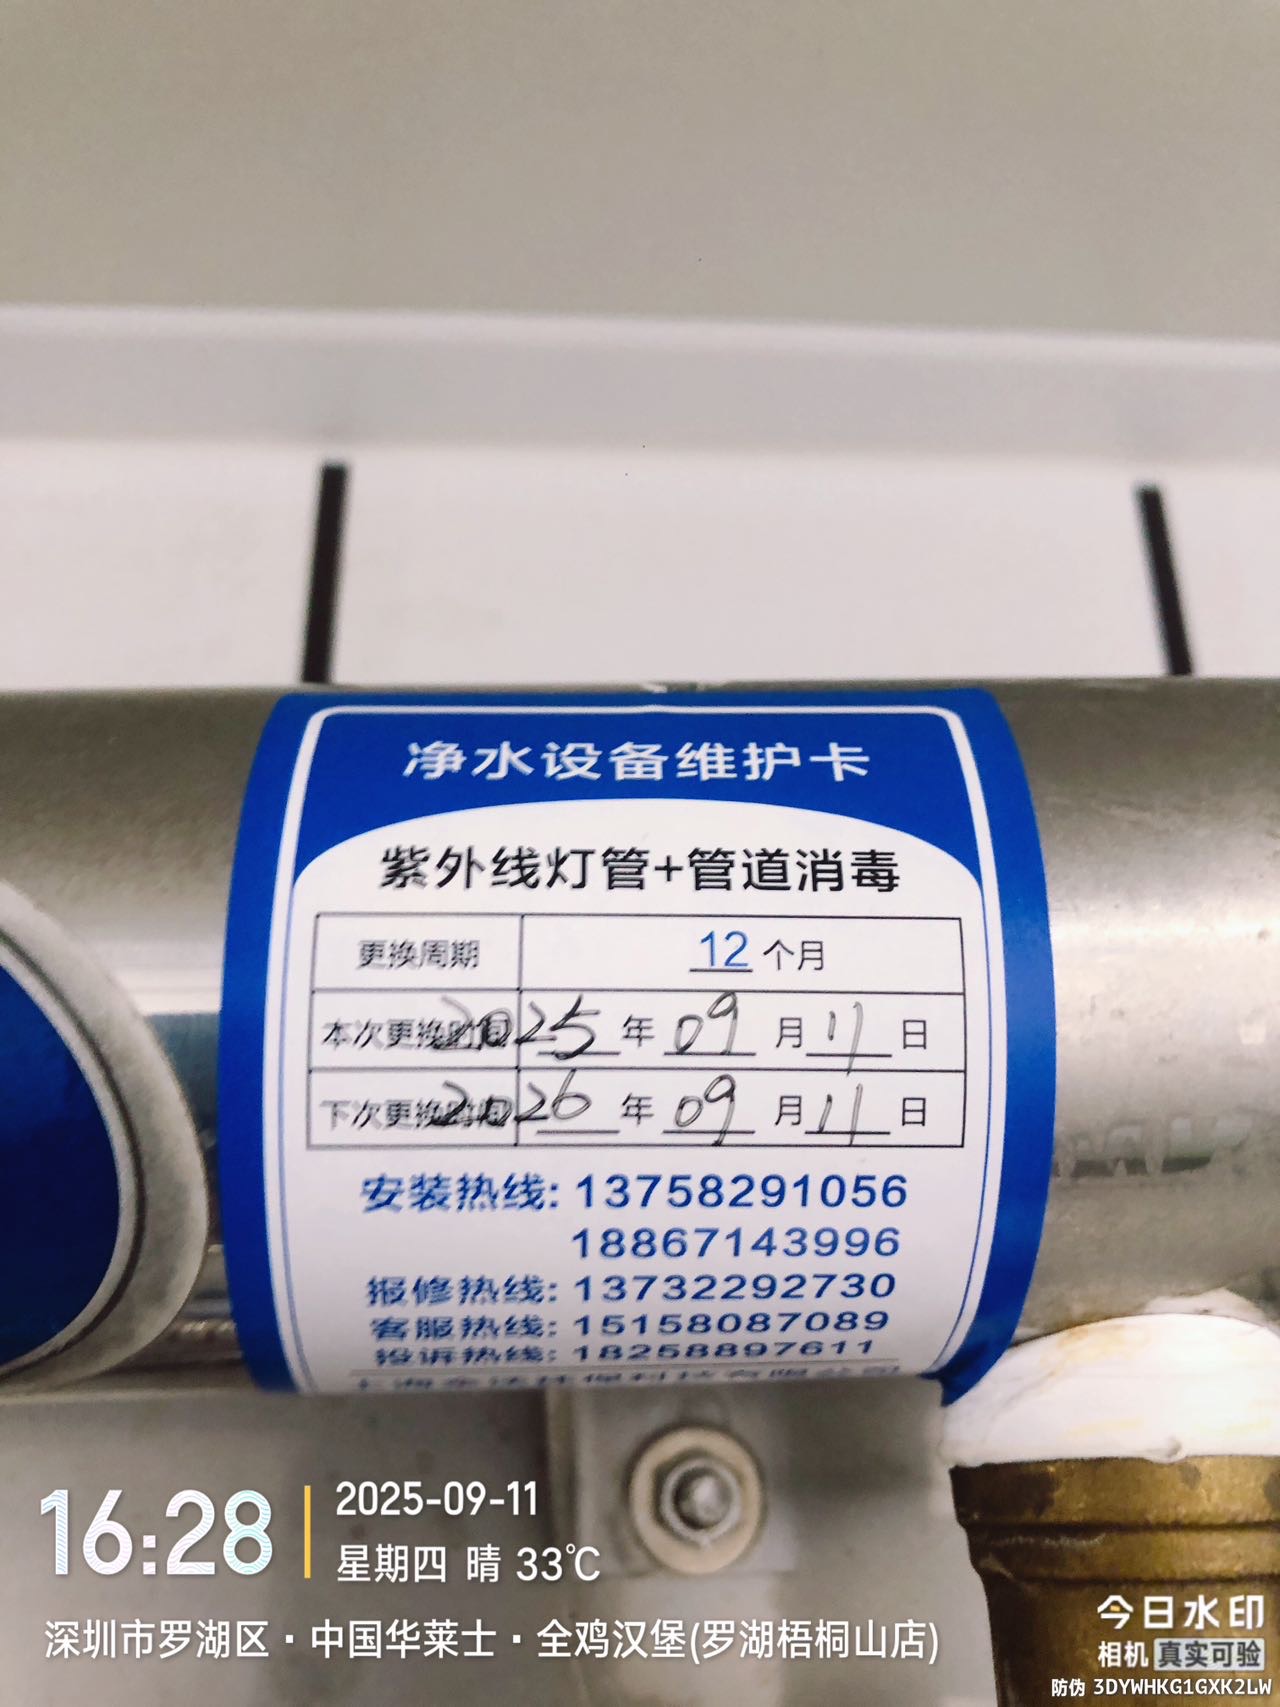 净水设备维护卡
紫外线灯管+管道消毒
更换周期 12 个月
本次更换时间 2025 年 09 月 11 日
下次更换时间 2026 年 09 月 11 日
安装热线: 13758291056
18867143996
报修热线: 13732292730
客服热线: 15158087089
投诉热线: 18258897611
16:28
2025-09-11
星期四 晴 33℃
深圳市罗湖区·中国华莱士·全鸡汉堡(罗湖梧桐山店)
今日水印
相机 真实可验
防伪 3DYWHKG1GXK2LW